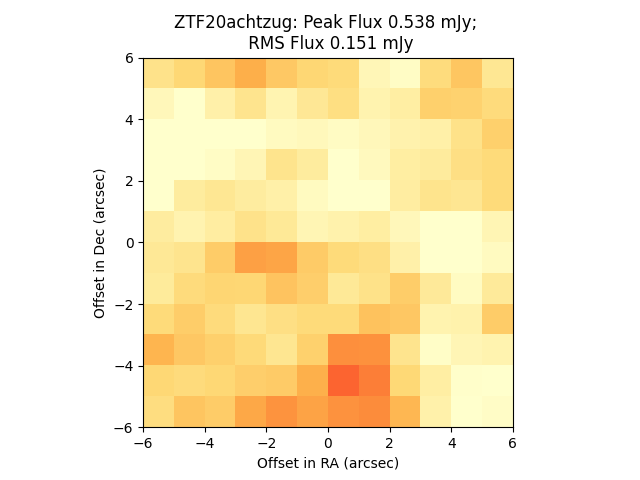 ZTF20achtzug: Peak Flux 0.538 mJy;
RMS Flux 0.151 mJy
6
4
2
0
−2
−4
−6
Offset in Dec (arcsec)
−6 −4 −2 0 2 4 6
Offset in RA (arcsec)